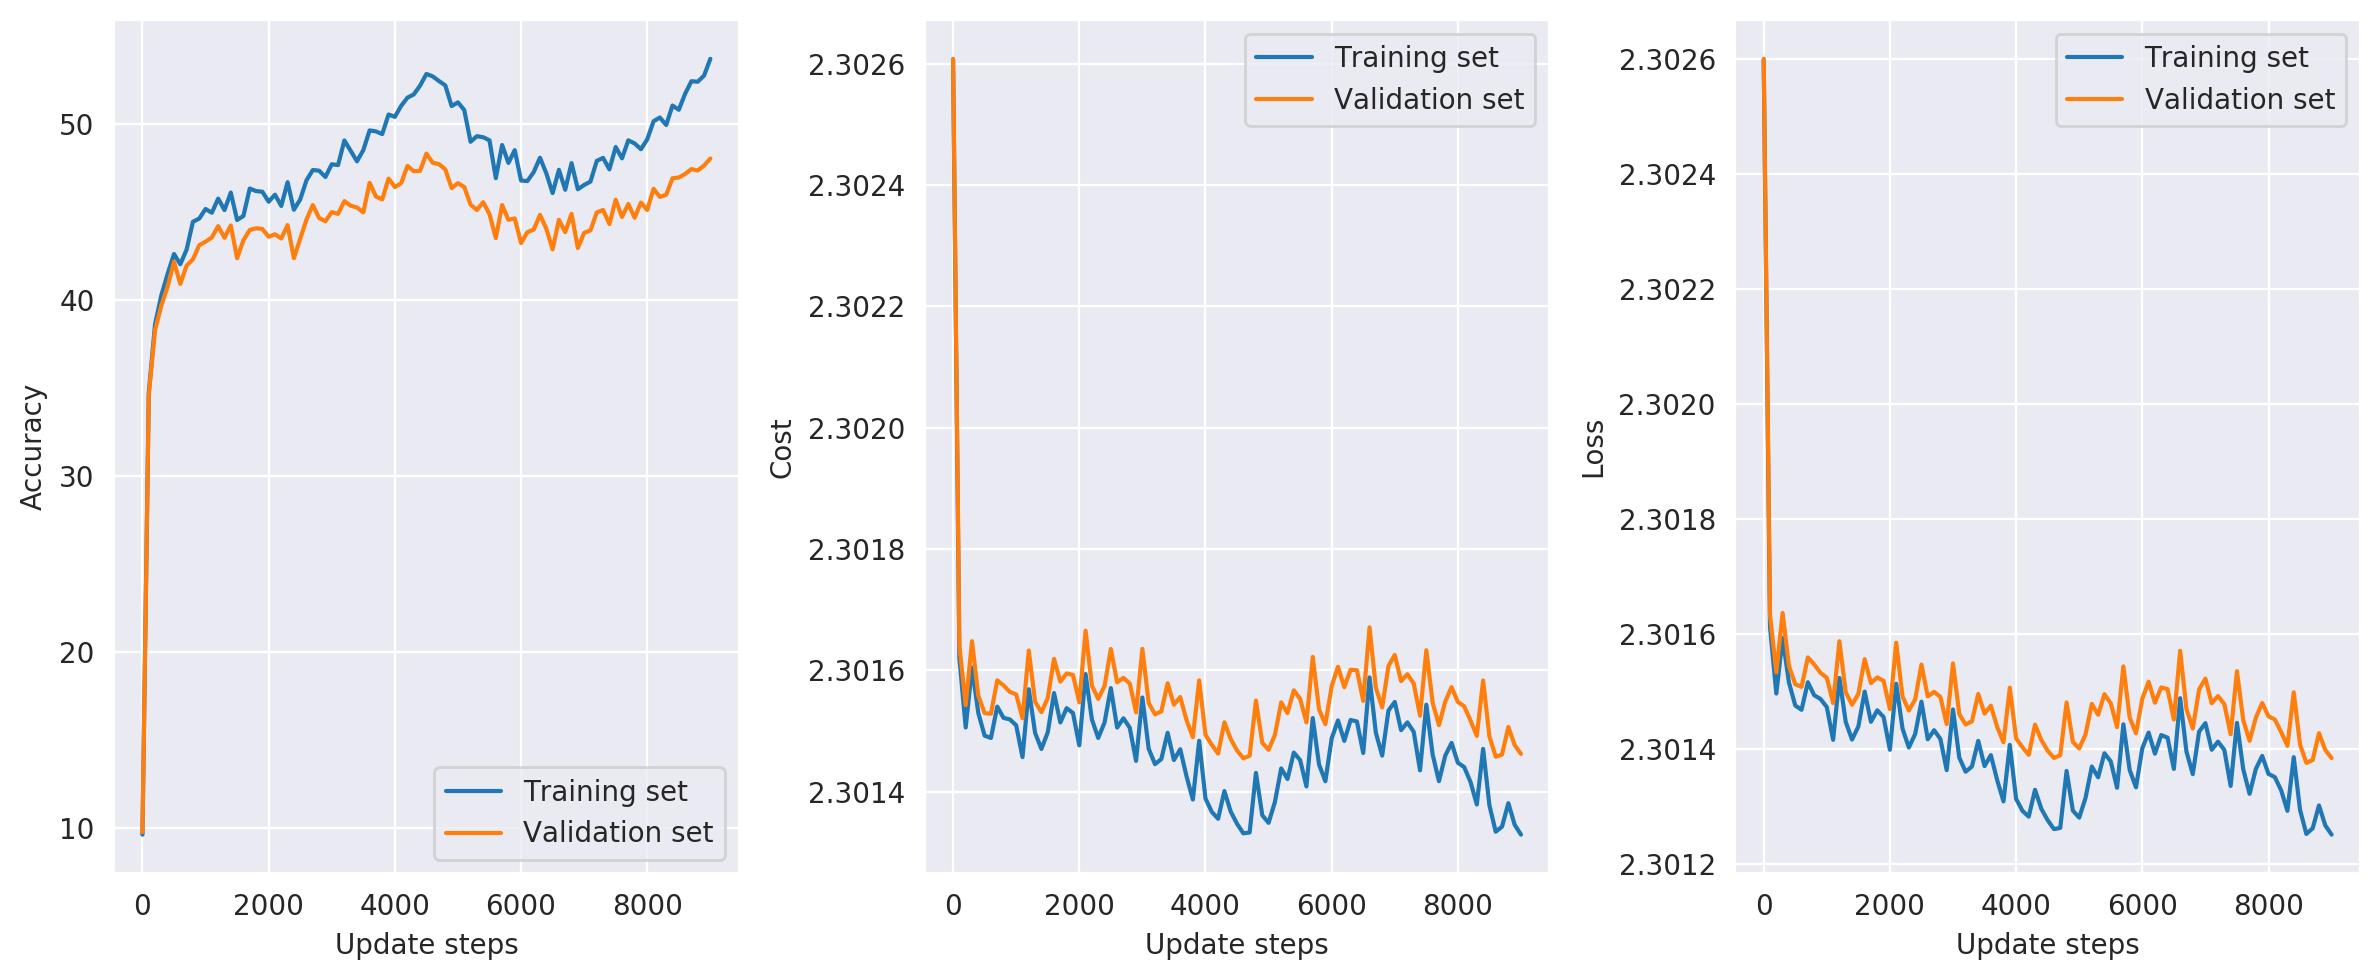 Accuracy
50
40
30
20
10
Training set
Validation set
0 2000 4000 6000 8000
Update steps
Cost
2.3026
2.3024
2.3022
2.3020
2.3018
2.3016
2.3014
Training set
Validation set
0 2000 4000 6000 8000
Update steps
Loss
2.3026
2.3024
2.3022
2.3020
2.3018
2.3016
2.3014
2.3012
Training set
Validation set
0 2000 4000 6000 8000
Update steps